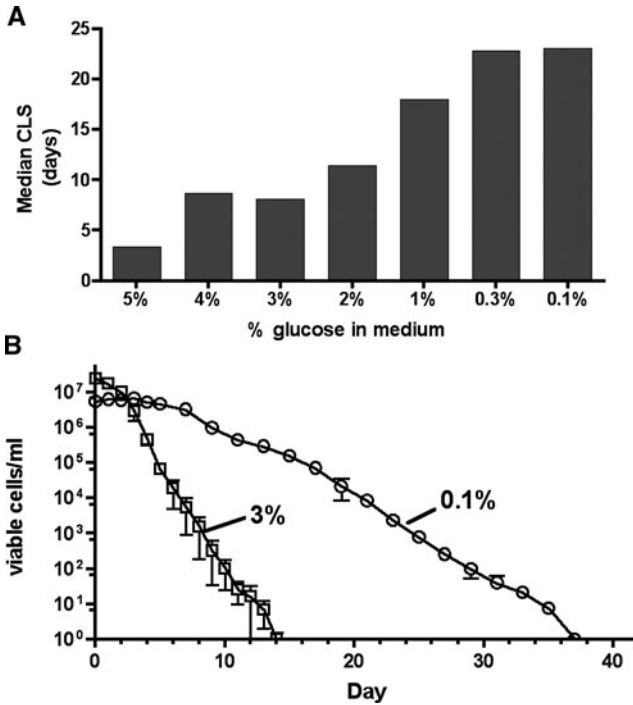 A
Median CLS
(days)
25
20
15
10
5
0
5% 4% 3% 2% 1% 0.3% 0.1%
% glucose in medium
B
viable cells/ml
10⁷
10⁶
10⁵
10⁴
10³
10²
10¹
10⁰
3%
0.1%
0 10 20 30 40
Day